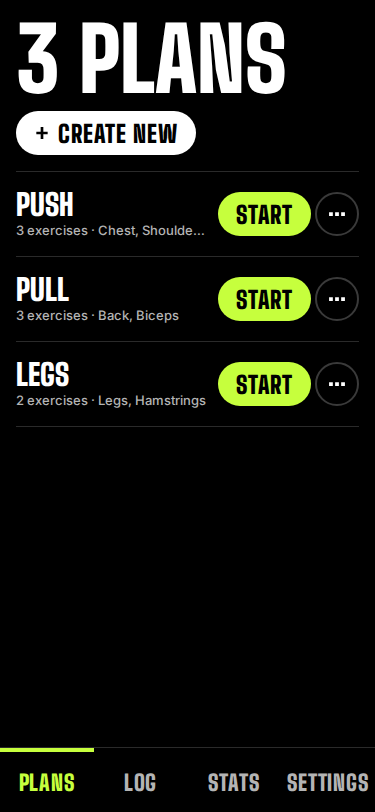 3 PLANS
+ CREATE NEW
PUSH
3 exercises · Chest, Shoulde...
START
PULL
3 exercises · Back, Biceps
START
LEGS
2 exercises · Legs, Hamstrings
START
PLANS
LOG
STATS
SETTINGS